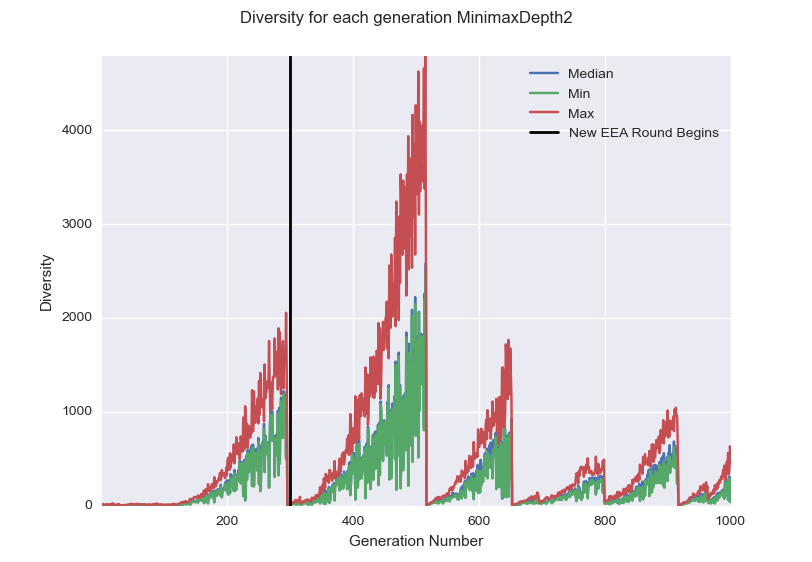 Diversity for each generation MinimaxDepth2
Median
Min
Max
New EEA Round Begins
4000
3000
2000
1000
0
Diversity
200
400
600
800
1000
Generation Number